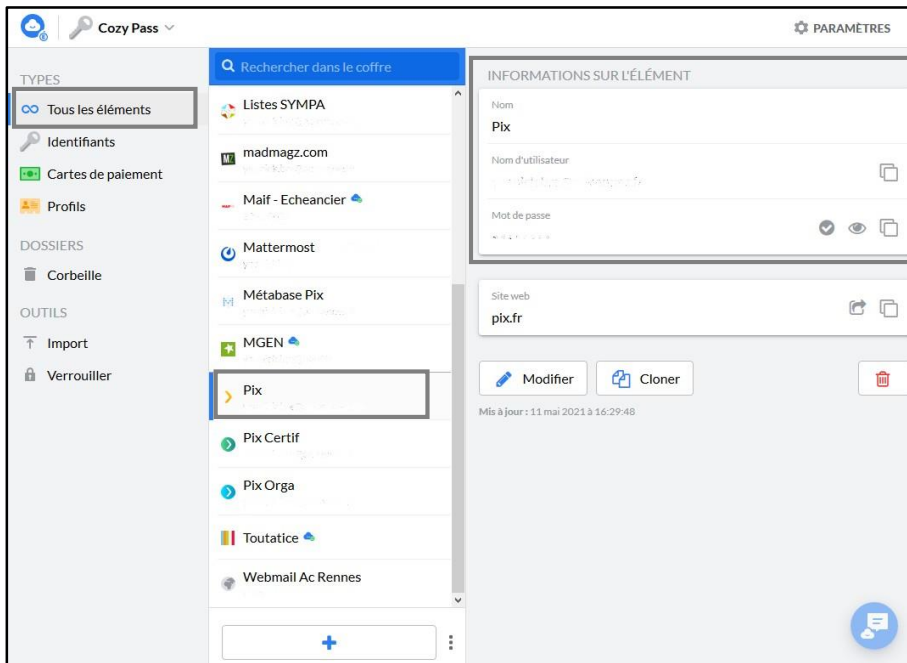 Cozy Pass
PARAMÈTRES
TYPES
Tous les éléments
Identifiants
Cartes de paiement
Profils
DOSSIERS
Corbeille
OUTILS
Import
Verrouiller
Rechercher dans le coffre
Listes SYMPA
MZ
madmagz.com
Maif - Echeancier
Mattermost
Métabase Pix
MGEN
Pix
Pix Certif
Pix Orga
Toutatice
Webmail Ac Rennes
INFORMATIONS SUR L'ÉLÉMENT
Nom
Pix
Nom d'utilisateur
Mot de passe
Site web
pix.fr
Modifier
Cloner
Mis à jour : 11 mai 2021 à 16:29:48